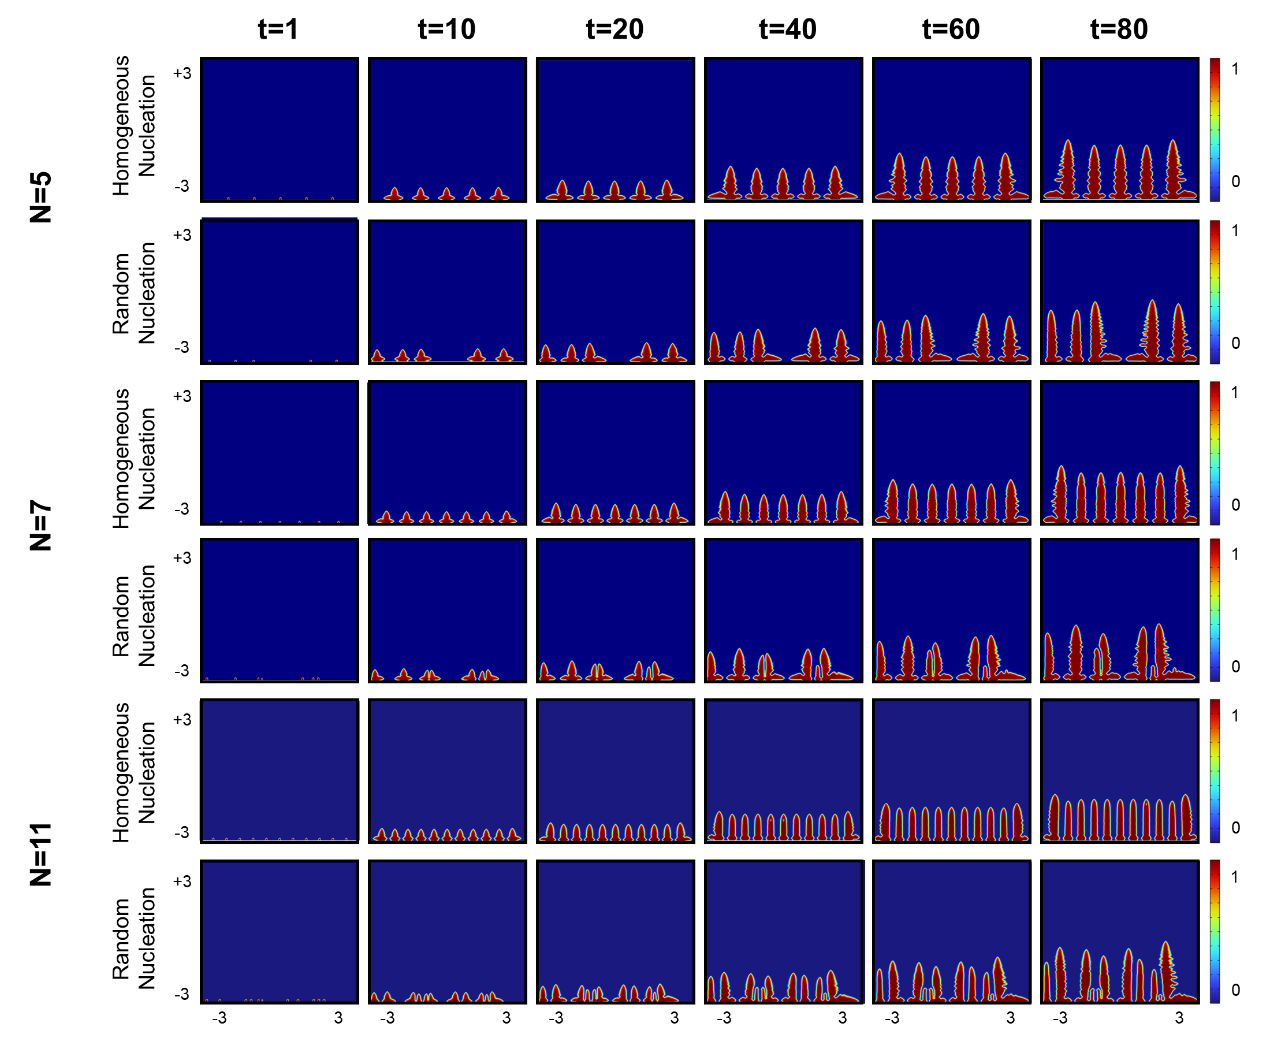 t=1 t=10 t=20 t=40 t=60 t=80
N=5
Homogeneous
Nucleation
+3
-3
1
0
Random
Nucleation
+3
-3
1
0
N=7
Homogeneous
Nucleation
+3
-3
1
0
Random
Nucleation
+3
-3
1
0
N=11
Homogeneous
Nucleation
+3
-3
1
0
Random
Nucleation
+3
-3
1
0
-3 3 -3 3 -3 3 -3 3 -3 3 -3 3